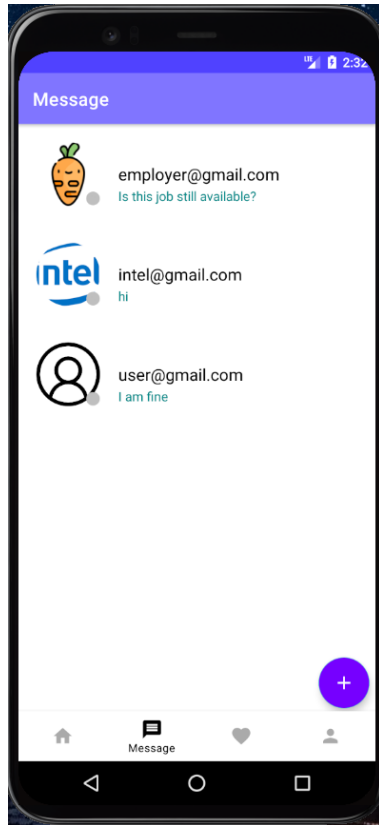 LTE 2:32
Message
employer@gmail.com
Is this job still available?
intel
intel@gmail.com
hi
user@gmail.com
I am fine
+
Message